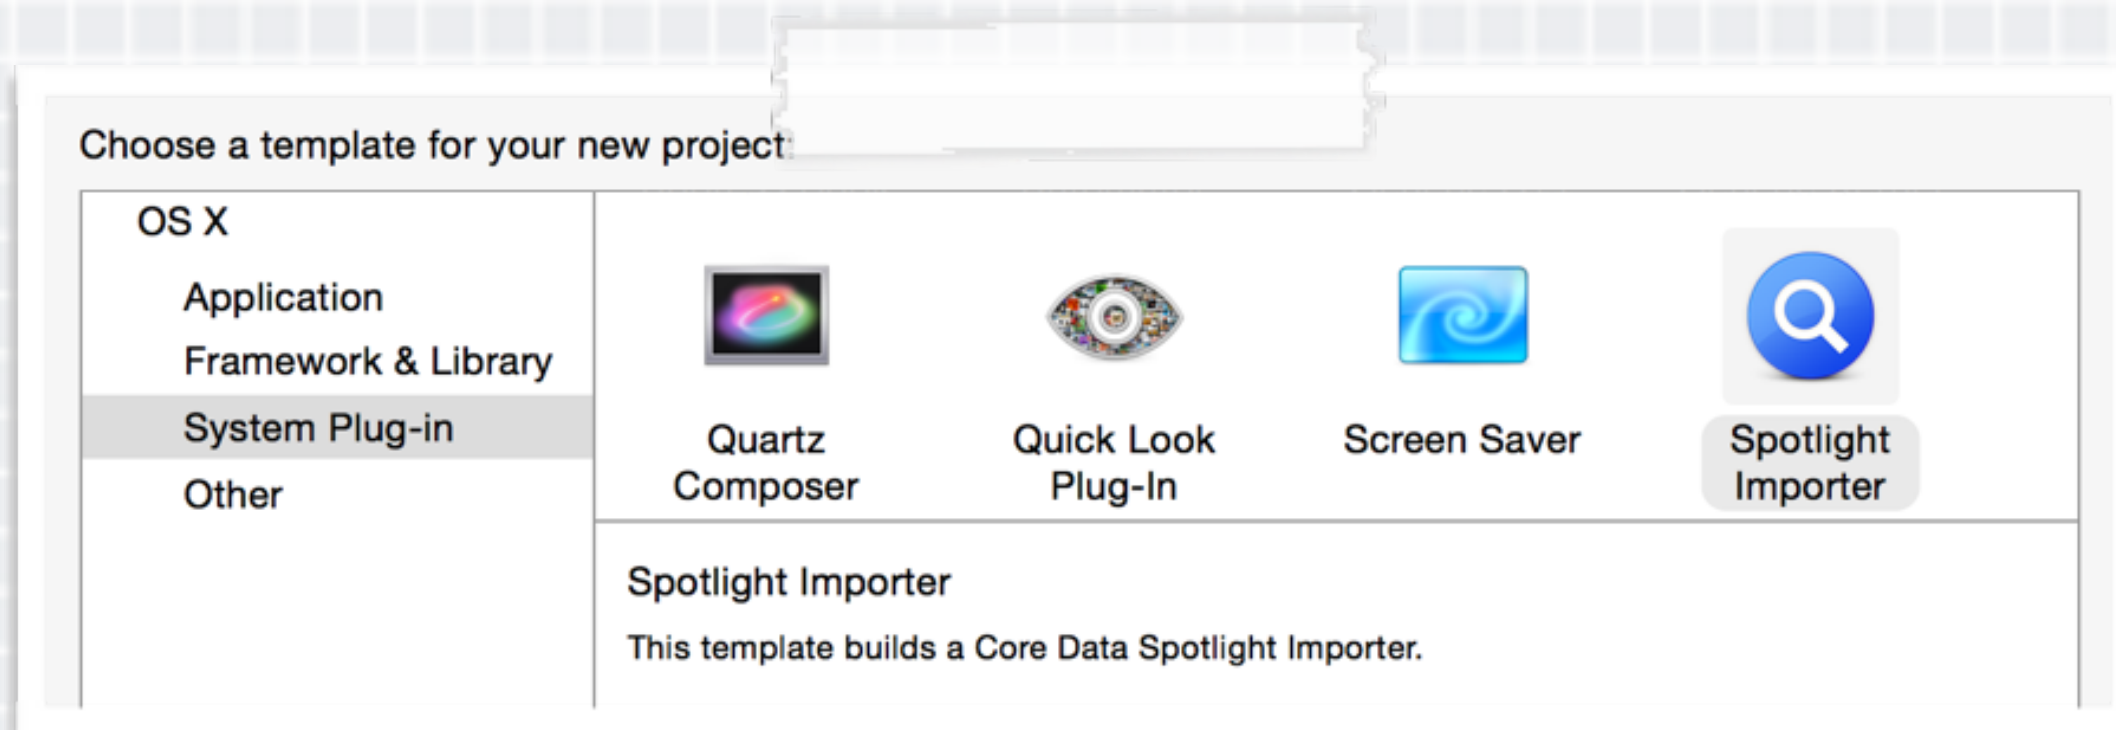 Choose a template for your new project:
OS X
Application
Framework & Library
System Plug-in
Other
Quartz
Composer
Quick Look
Plug-In
Screen Saver
Spotlight
Importer
Spotlight Importer
This template builds a Core Data Spotlight Importer.